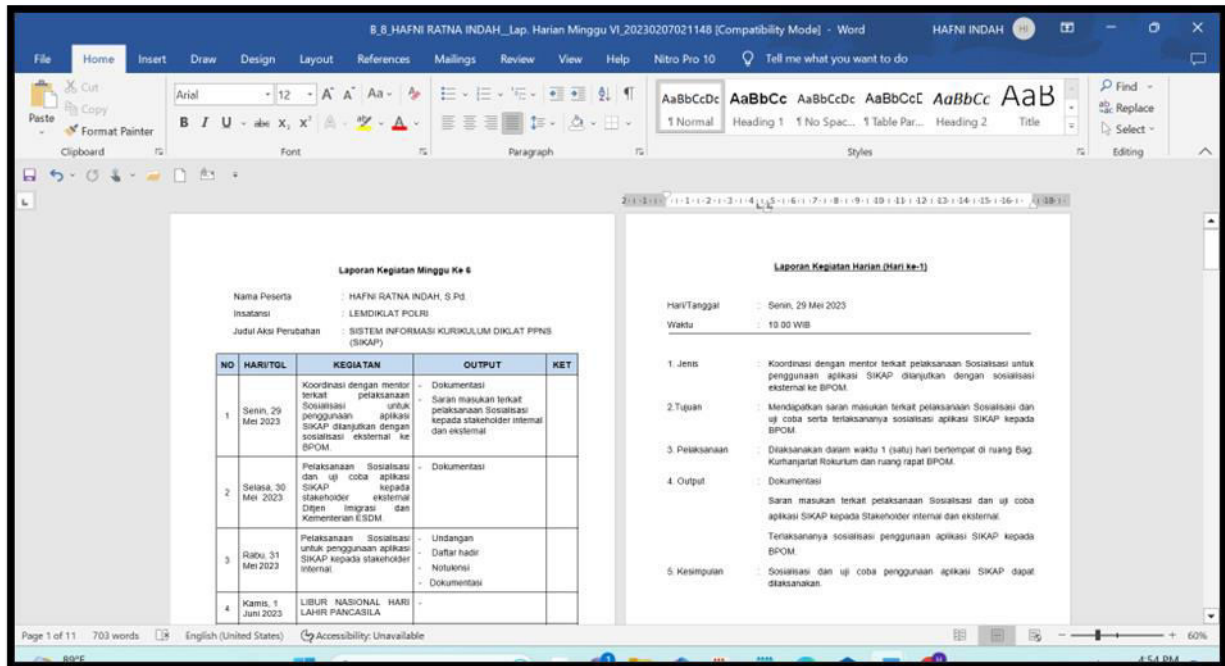 B_8_HAFNI RATNA INDAH_Lap. Harian Minggu VI_20230207021148 [Compatibility Mode] - Word
HAFNI INDAH
HI
File Home Insert Draw Design Layout References Mailings Review View Help Nitro Pro 10 Tell me what you want to do
Cut
Copy
Paste
Format Painter
Arial 12
AaBbCcDc AaBbCc AaBbCcDc AaBbCcE AaBbCc AaB
¶ Normal Heading 1 ¶ No Spac... ¶ Table Par... Heading 2 Title
Find
Replace
Select
Clipboard Font Paragraph Styles Editing
Laporan Kegiatan Minggu Ke 6
Nama Peserta : HAFNI RATNA INDAH, S.Pd.
Insatansi : LEMDIKLAT POLRI
Judul Aksi Perubahan : SISTEM INFORMASI KURIKULUM DIKLAT PPNS
(SIKAP)
NO HARI/TGL KEGIATAN OUTPUT KET
1
Senin, 29
Mei 2023
Koordinasi dengan mentor
terkait pelaksanaan
Sosialisasi untuk
penggunaan aplikasi
SIKAP dilanjutkan dengan
sosialisasi eksternal ke
BPOM.
- Dokumentasi
- Saran masukan terkait
pelaksanaan Sosialisasi
kepada stakeholder internal
dan eksternal
2
Selasa, 30
Mei 2023
Pelaksanaan Sosialisasi
dan uji coba aplikasi
SIKAP kepada
stakeholder eksternal
Ditjen Imigrasi dan
Kementerian ESDM.
- Dokumentasi
3
Rabu, 31
Mei 2023
Pelaksanaan Sosialisasi
untuk penggunaan aplikasi
SIKAP kepada stakeholder
Internal.
- Undangan
- Daftar hadir
- Notulensi
- Dokumentasi
4
Kamis, 1
Juni 2023
LIBUR NASIONAL HARI
LAHIR PANCASILA
-
Laporan Kegiatan Harian (Hari ke-1)
Hari/Tanggal : Senin, 29 Mei 2023
Waktu : 10.00 WIB
1. Jenis : Koordinasi dengan mentor terkait pelaksanaan Sosialisasi untuk
penggunaan aplikasi SIKAP dilanjutkan dengan sosialisasi
eksternal ke BPOM.
2.Tujuan : Mendapatkan saran masukan terkait pelaksanaan Sosialisasi dan
uji coba serta terlaksananya sosialisasi aplikasi SIKAP kepada
BPOM.
3. Pelaksanaan : Dilaksanakan dalam waktu 1 (satu) hari bertempat di ruang Bag.
Kurhanjarlat Rokurlum dan ruang rapat BPOM.
4. Output : Dokumentasi
Saran masukan terkait pelaksanaan Sosialisasi dan uji coba
aplikasi SIKAP kepada Stakeholder internal dan eksternal.
Terlaksananya sosialisasi penggunaan aplikasi SIKAP kepada
BPOM.
5. Kesimpulan : Sosialisasi dan uji coba penggunaan aplikasi SIKAP dapat
dilaksanakan.
Page 1 of 11 703 words English (United States) Accessibility: Unavailable 60%
89°F 4:54 PM